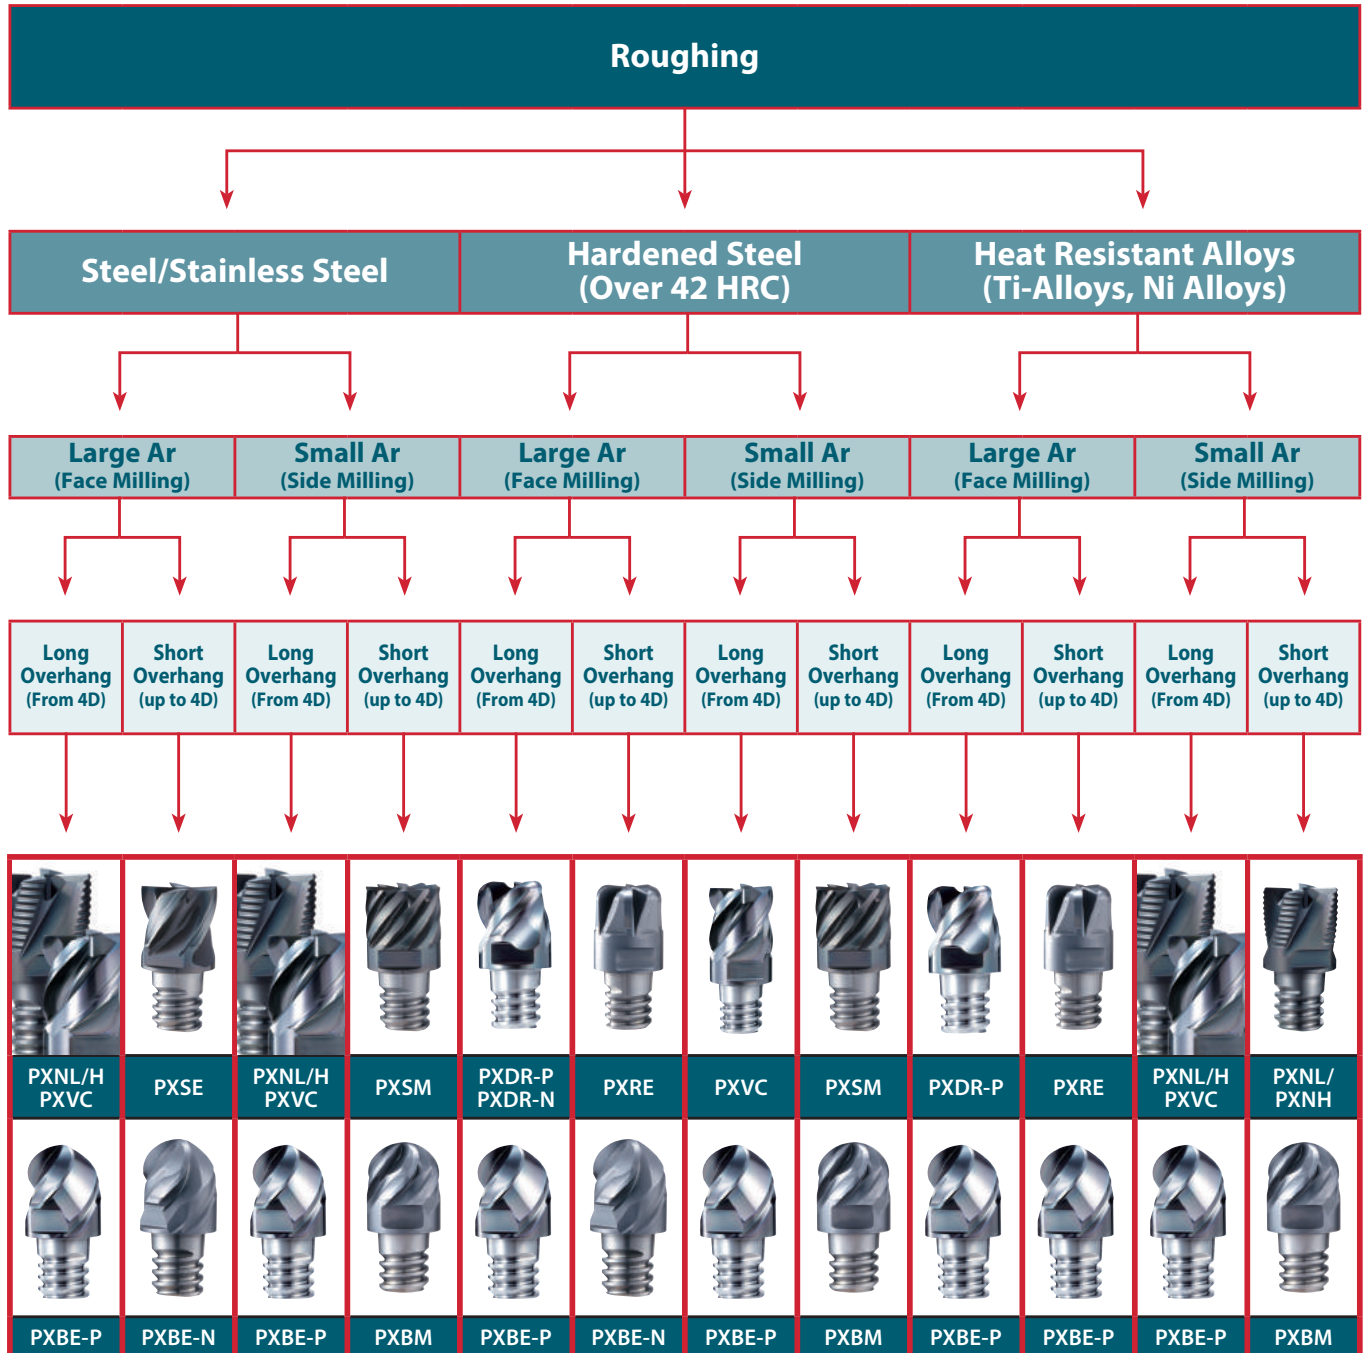 Roughing
Steel/Stainless Steel
Hardened Steel
(Over 42 HRC)
Heat Resistant Alloys
(Ti-Alloys, Ni Alloys)
Large Ar
(Face Milling)
Small Ar
(Side Milling)
Large Ar
(Face Milling)
Small Ar
(Side Milling)
Large Ar
(Face Milling)
Small Ar
(Side Milling)
Long
Overhang
(From 4D)
Short
Overhang
(up to 4D)
Long
Overhang
(From 4D)
Short
Overhang
(up to 4D)
Long
Overhang
(From 4D)
Short
Overhang
(up to 4D)
Long
Overhang
(From 4D)
Short
Overhang
(up to 4D)
Long
Overhang
(From 4D)
Short
Overhang
(up to 4D)
Long
Overhang
(From 4D)
Short
Overhang
(up to 4D)
PXNL/H
PXVC
PXSE
PXNL/H
PXVC
PXSM
PXDR-P
PXDR-N
PXRE
PXVC
PXSM
PXDR-P
PXRE
PXNL/H
PXVC
PXNL/
PXNH
PXBE-P
PXBE-N
PXBE-P
PXBM
PXBE-P
PXBE-N
PXBE-P
PXBM
PXBE-P
PXBE-P
PXBE-P
PXBM